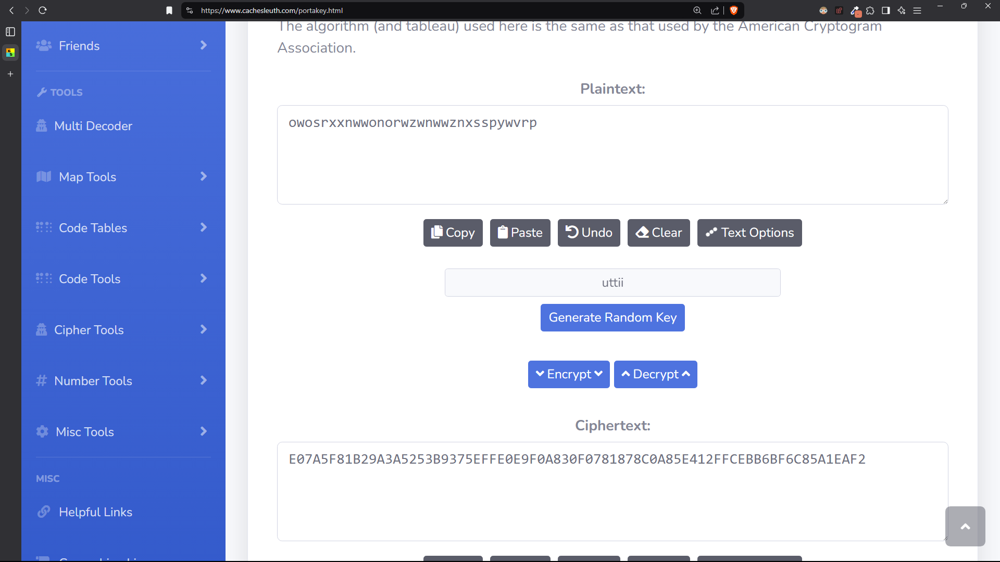 https://www.cachesleuth.com/portakey.html
Friends
TOOLS
Multi Decoder
Map Tools
Code Tables
Code Tools
Cipher Tools
Number Tools
Misc Tools
MISC
Helpful Links
The algorithm (and tableau) used here is the same as that used by the American Cryptogram
Association.
Plaintext:
owosrxxnwwonorwzwnwwznxsspywvrp
Copy
Paste
Undo
Clear
Text Options
uttii
Generate Random Key
Encrypt
Decrypt
Ciphertext:
E07A5F81B29A3A5253B9375EFFE0E9F0A830F0781878C0A85E412FFCEBB6BF6C85A1EAF2